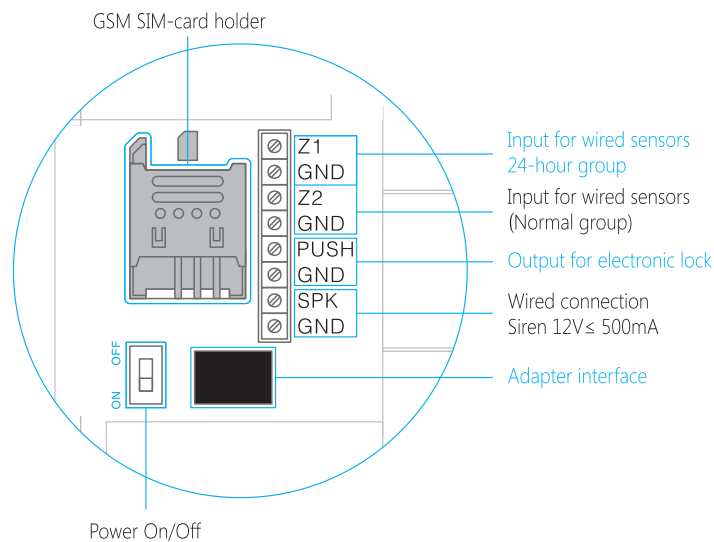 GSM SIM-card holder
Z1
GND
Z2
GND
PUSH
GND
SPK
GND
Input for wired sensors
24-hour group
Input for wired sensors
(Normal group)
Output for electronic lock
Wired connection
Siren 12V≤ 500mA
Adapter interface
OFF
ON
Power On/Off